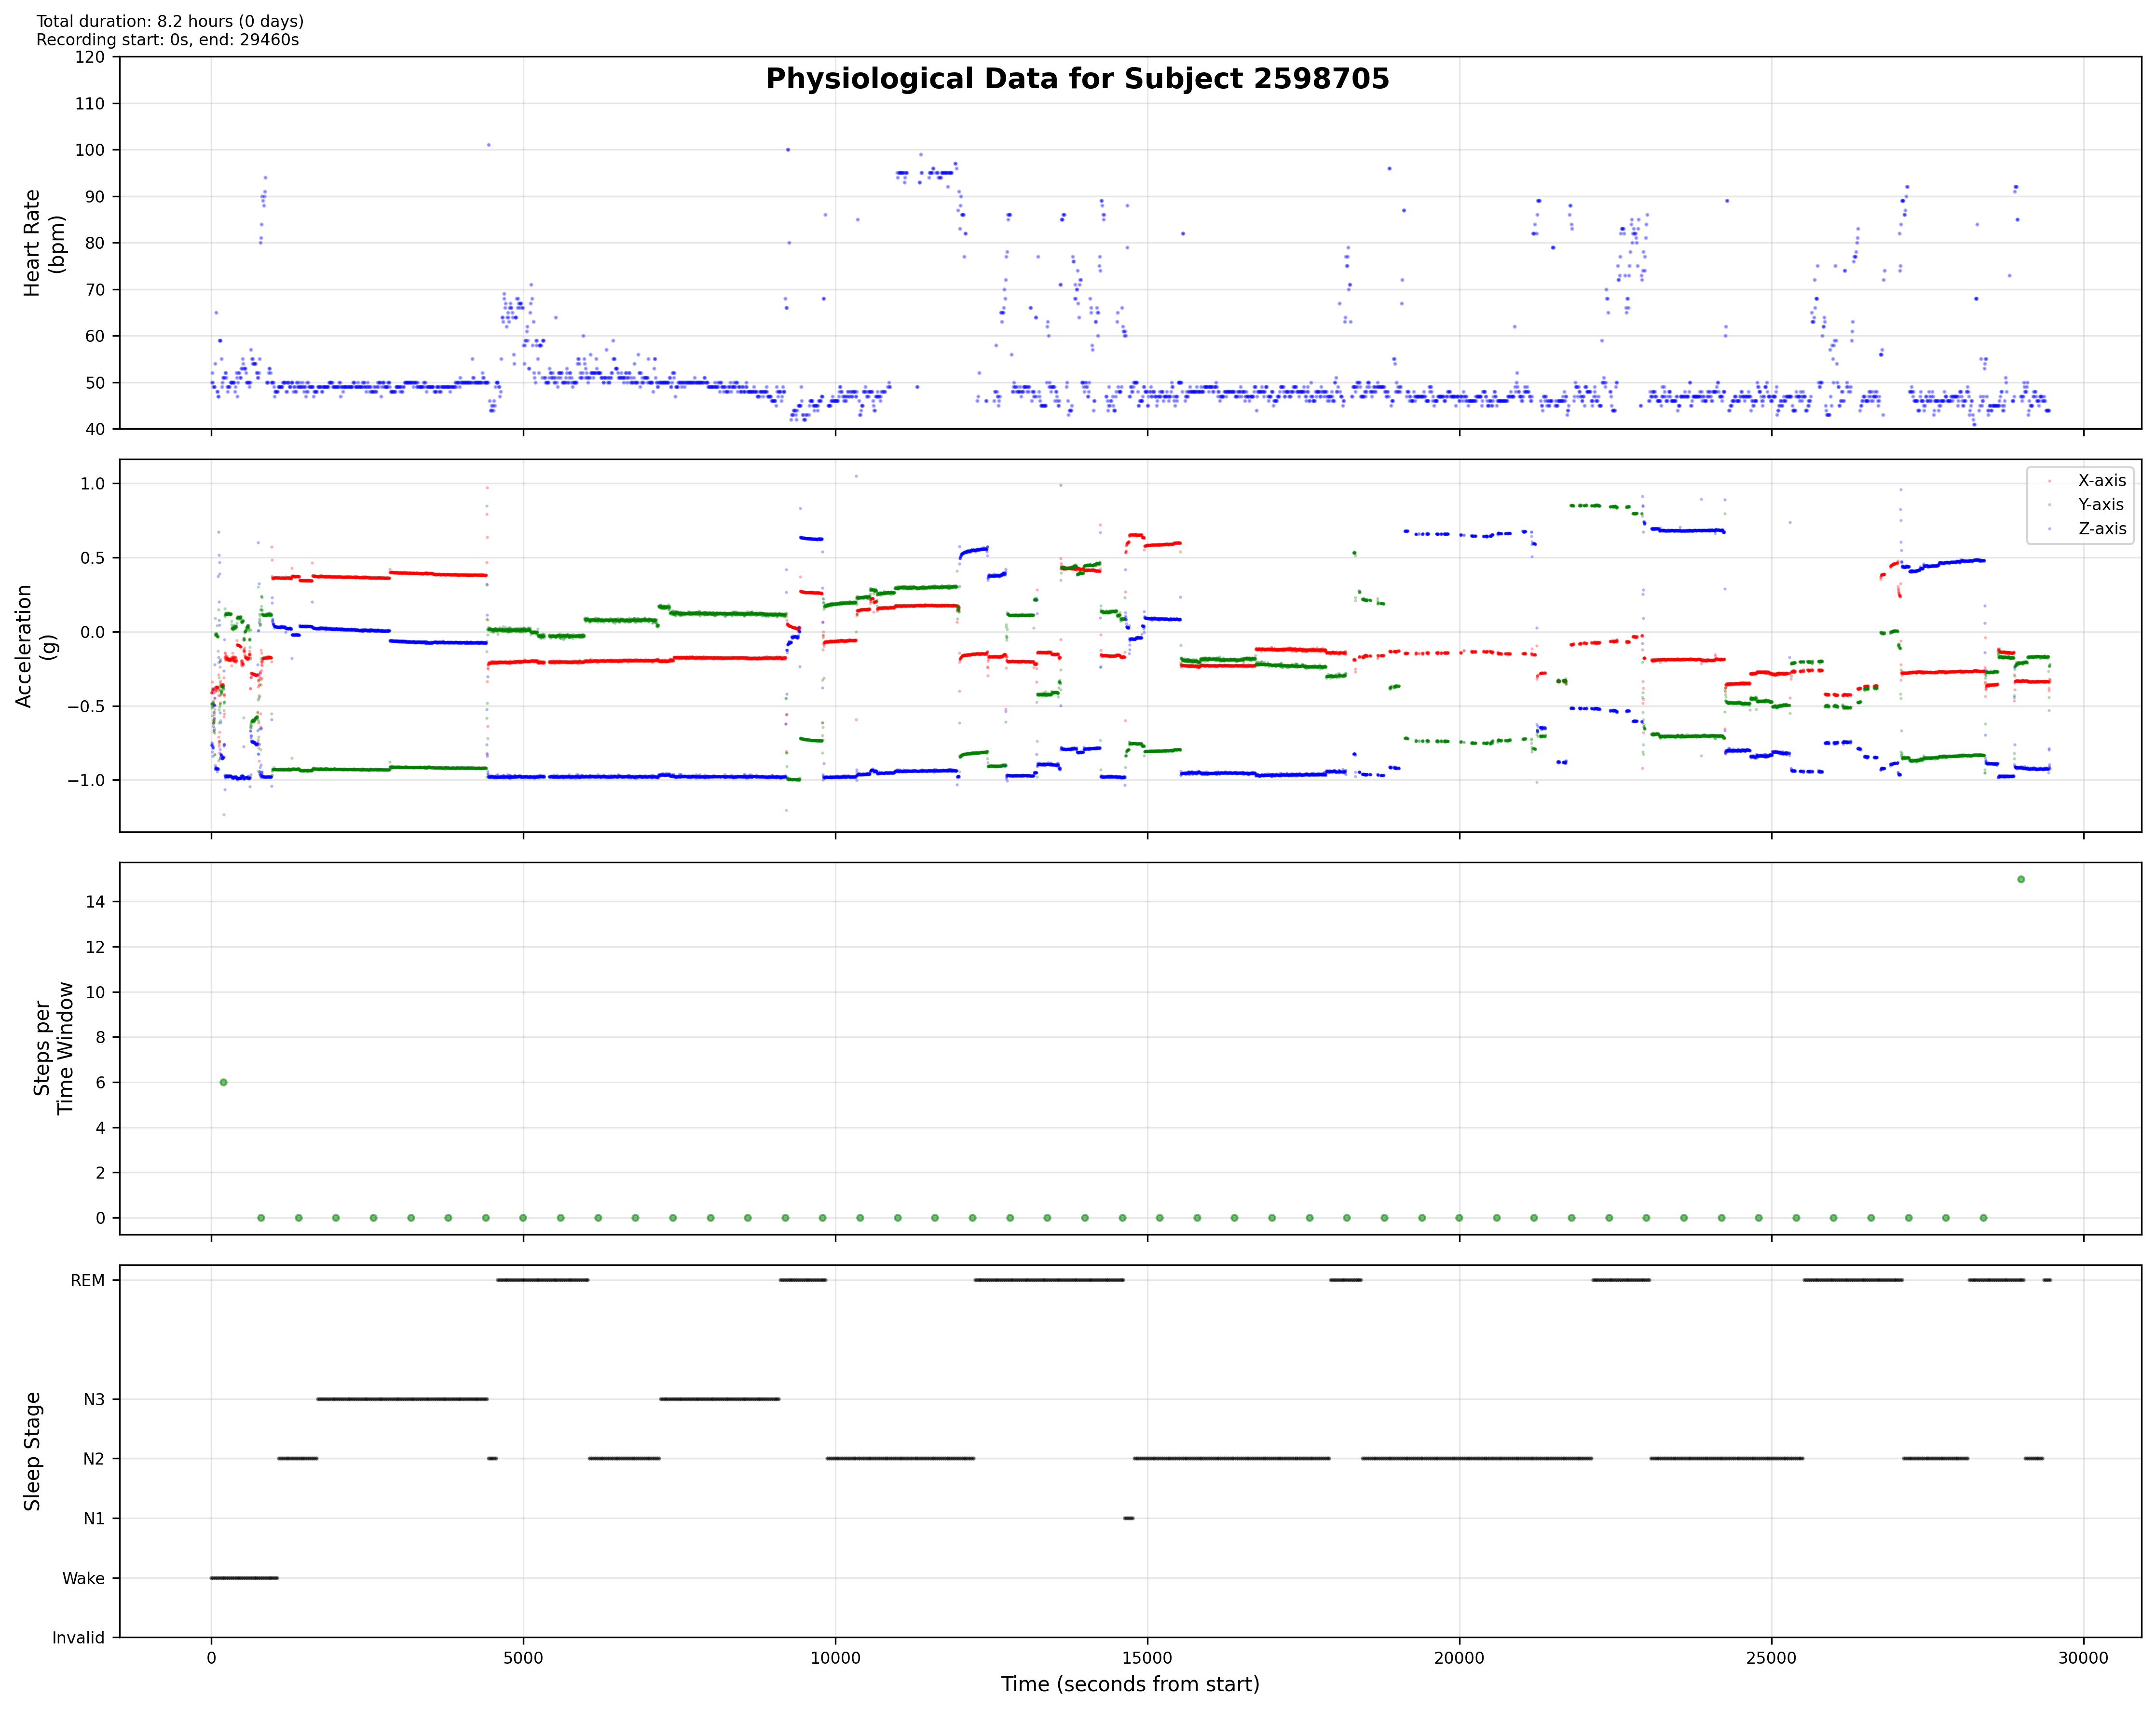 Total duration: 8.2 hours (0 days)
Recording start: 0s, end: 29460s
Physiological Data for Subject 2598705
120
110
100
90
80
70
60
50
40
Heart Rate
(bpm)
1.0
0.5
0.0
−0.5
−1.0
Acceleration
(g)
X-axis
Y-axis
Z-axis
14
12
10
8
6
4
2
0
Steps per
Time Window
REM
N3
N2
N1
Wake
Invalid
Sleep Stage
0
5000
10000
15000
20000
25000
30000
Time (seconds from start)